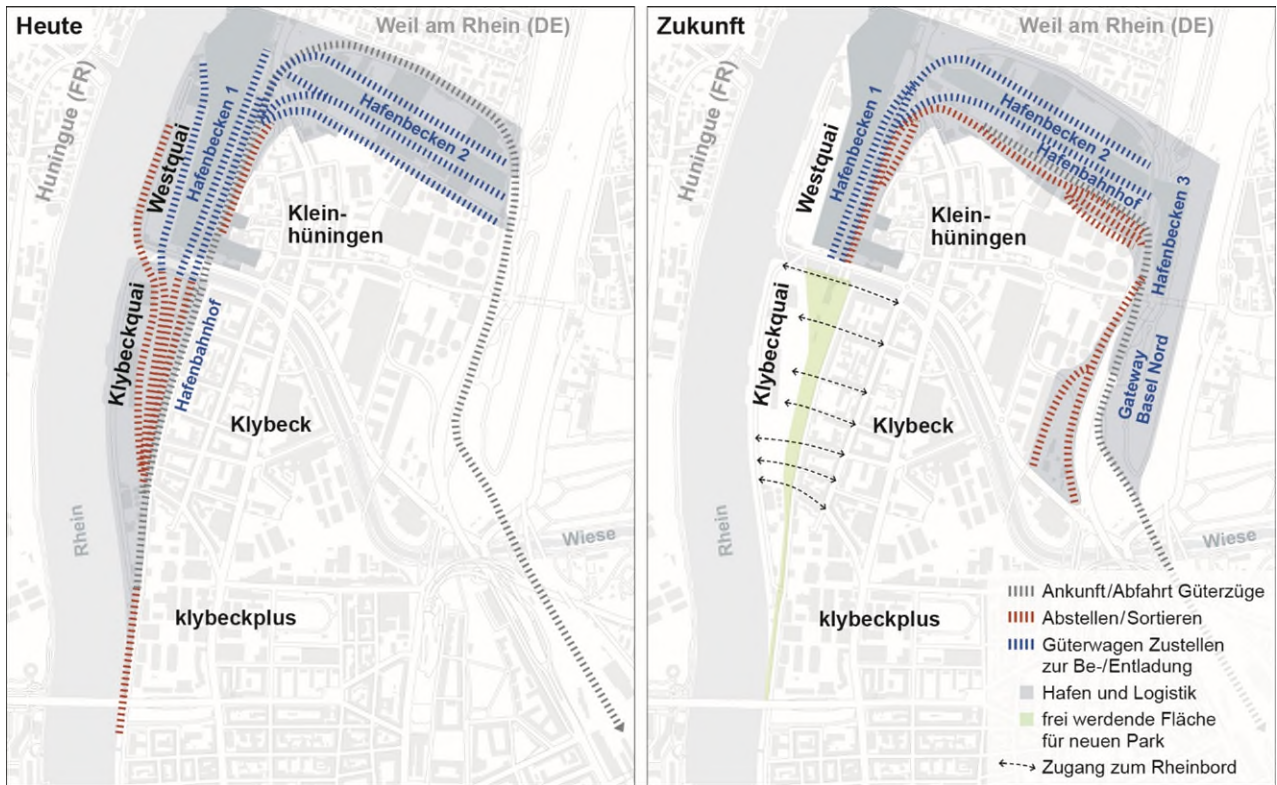 Heute
Weil am Rhein (DE)
Huningue (FR)
Westquai
Hafenbecken 1
Hafenbecken 2
Klein-
hüningen
Klybeckquai
Hafenbahnhof
Klybeck
Rhein
Wiese
klybeckplus
Zukunft
Weil am Rhein (DE)
Huningue (FR)
Westquai
Hafenbecken 1
Hafenbecken 2
Hafenbahnhof
Hafenbecken 3
Klein-
hüningen
Klybeckquai
Gateway
Basel Nord
Klybeck
Rhein
Wiese
klybeckplus
Ankunft/Abfahrt Güterzüge
Abstellen/Sortieren
Güterwagen Zustellen
zur Be-/Entladung
Hafen und Logistik
frei werdende Fläche
für neuen Park
Zugang zum Rheinbord